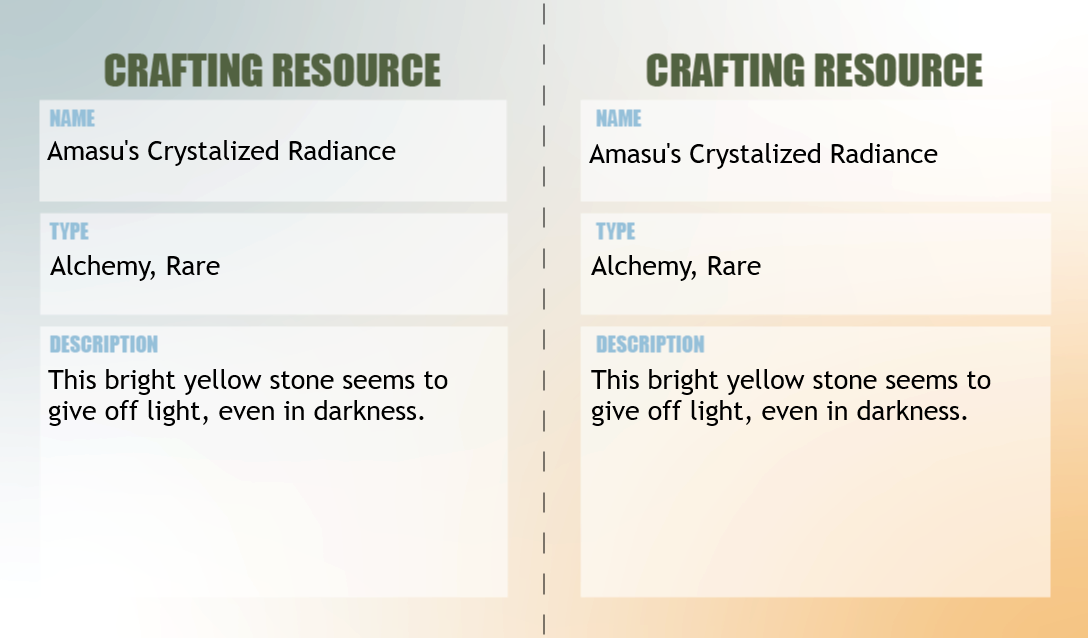 CRAFTING RESOURCE
NAME
Amasu's Crystalized Radiance
TYPE
Alchemy, Rare
DESCRIPTION
This bright yellow stone seems to
give off light, even in darkness.
CRAFTING RESOURCE
NAME
Amasu's Crystalized Radiance
TYPE
Alchemy, Rare
DESCRIPTION
This bright yellow stone seems to
give off light, even in darkness.